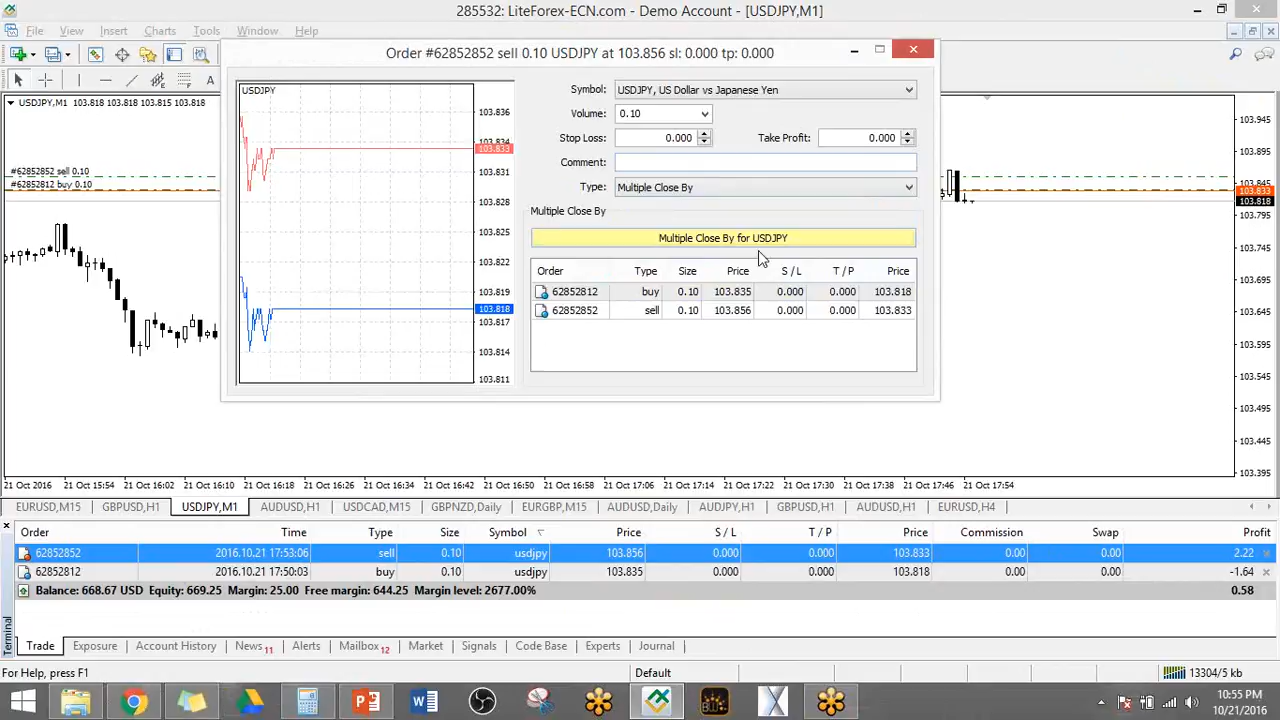 285532: LiteForex-ECN.com - Demo Account - [USDJPY,M1]
File View Insert Charts Tools Window Help
Order #62852852 sell 0.10 USDJPY at 103.856 sl: 0.000 tp: 0.000
A
USDJPY,M1 103.818 103.818 103.815 103.818
#62852852 sell 0.10
#62852812 buy 0.10
USDJPY
103.836
103.834
103.833
103.831
103.828
103.825
103.822
103.819
103.818
103.817
103.814
103.811
Symbol: USDJPY, US Dollar vs Japanese Yen
Volume: 0.10
Stop Loss: 0.000 Take Profit: 0.000
Comment:
Type: Multiple Close By
Multiple Close By
Multiple Close By for USDJPY
Order Type Size Price S / L T / P Price
62852812 buy 0.10 103.835 0.000 0.000 103.818
62852852 sell 0.10 103.856 0.000 0.000 103.833
103.945
103.895
103.845
103.833
103.818
103.795
103.745
103.695
103.645
103.595
103.545
103.495
103.445
103.395
21 Oct 2016 21 Oct 15:54 21 Oct 16:02 21 Oct 16:10 21 Oct 16:18 21 Oct 16:26 21 Oct 16:34 21 Oct 16:42 21 Oct 16:50 21 Oct 16:58 21 Oct 17:06 21 Oct 17:14 21 Oct 17:22 21 Oct 17:30 21 Oct 17:38 21 Oct 17:46 21 Oct 17:54
EURUSD,M15 GBPUSD,H1 USDJPY,M1 AUDUSD,H1 USDCAD,M15 GBPNZD,Daily EURGBP,M15 AUDUSD,Daily AUDJPY,H1 GBPUSD,H1 AUDUSD,H1 EURUSD,H4
Order Time Type Size Symbol Price S / L T / P Price Commission Swap Profit
62852852 2016.10.21 17:53:06 sell 0.10 usdjpy 103.856 0.000 0.000 103.833 0.00 0.00 2.22
62852812 2016.10.21 17:50:03 buy 0.10 usdjpy 103.835 0.000 0.000 103.818 0.00 0.00 -1.64
Balance: 668.67 USD Equity: 669.25 Margin: 25.00 Free margin: 644.25 Margin level: 2677.00% 0.58
Terminal
Trade Exposure Account History News 11 Alerts Mailbox 12 Market Signals Code Base Experts Journal
For Help, press F1 Default 13304/5 kb
10:55 PM
10/21/2016